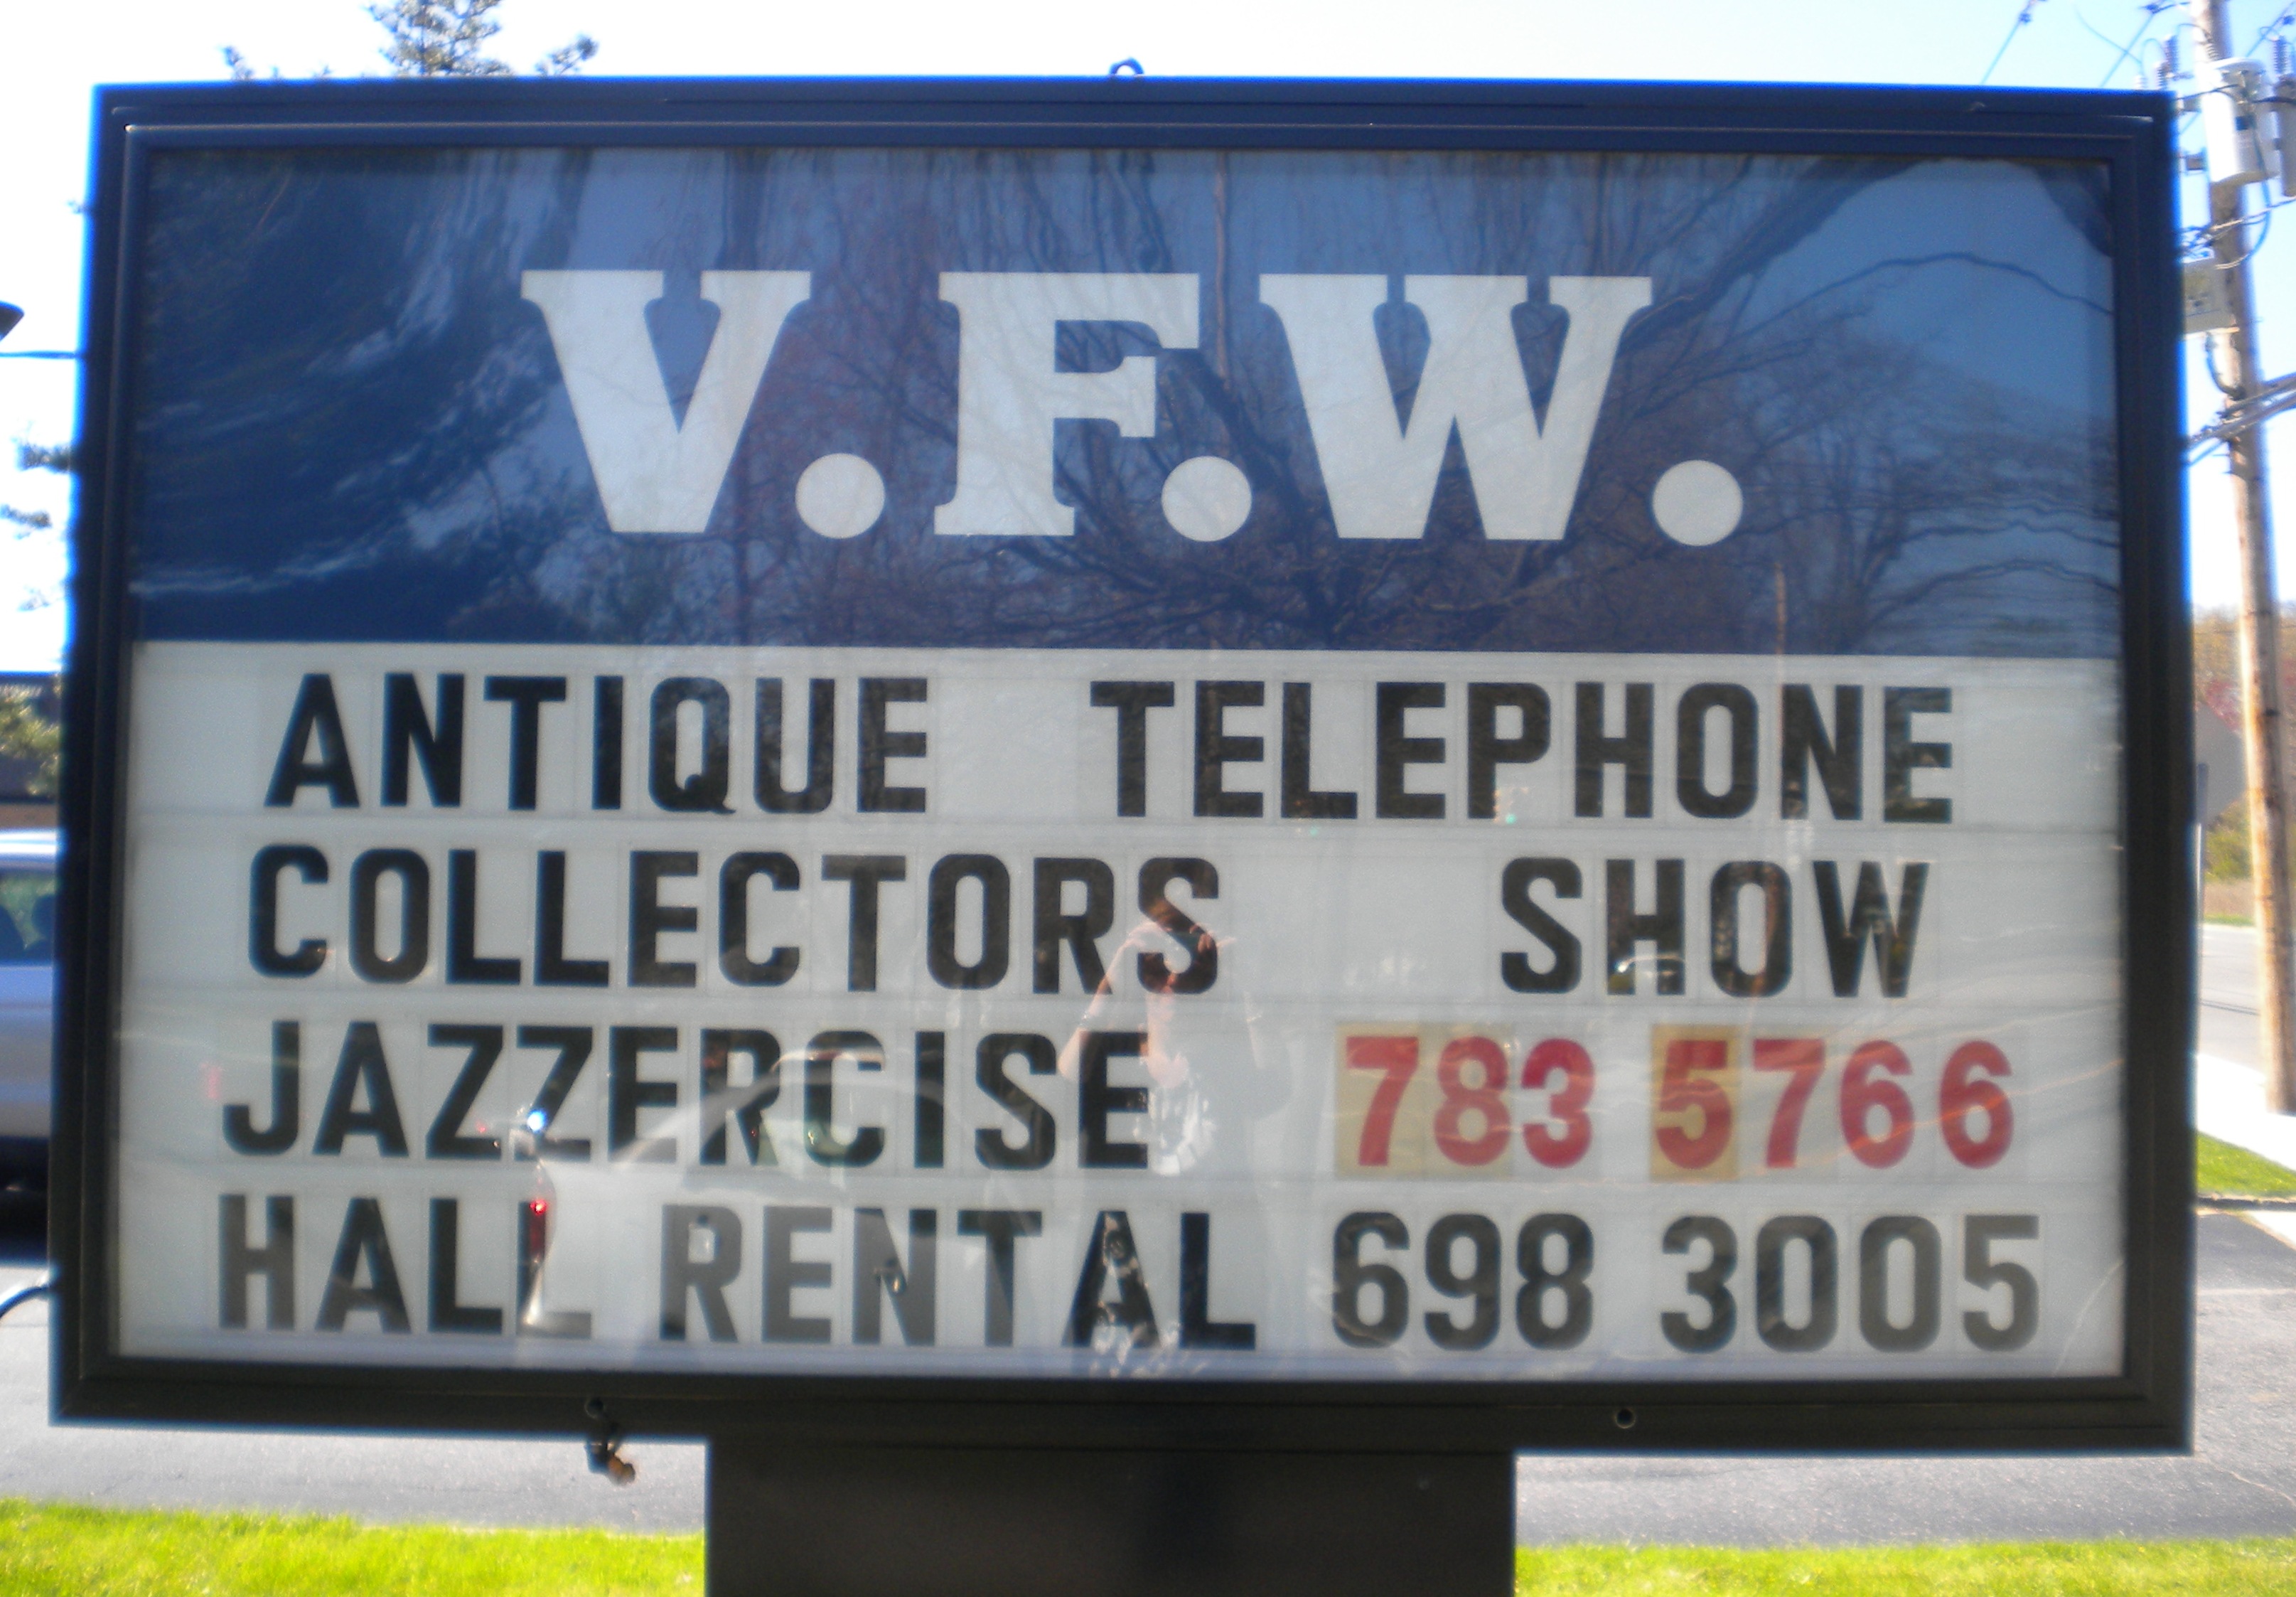 V.F.W.
ANTIQUE TELEPHONE
COLLECTORS SHOW
JAZZERCISE 783 5766
HALL RENTAL 698 3005